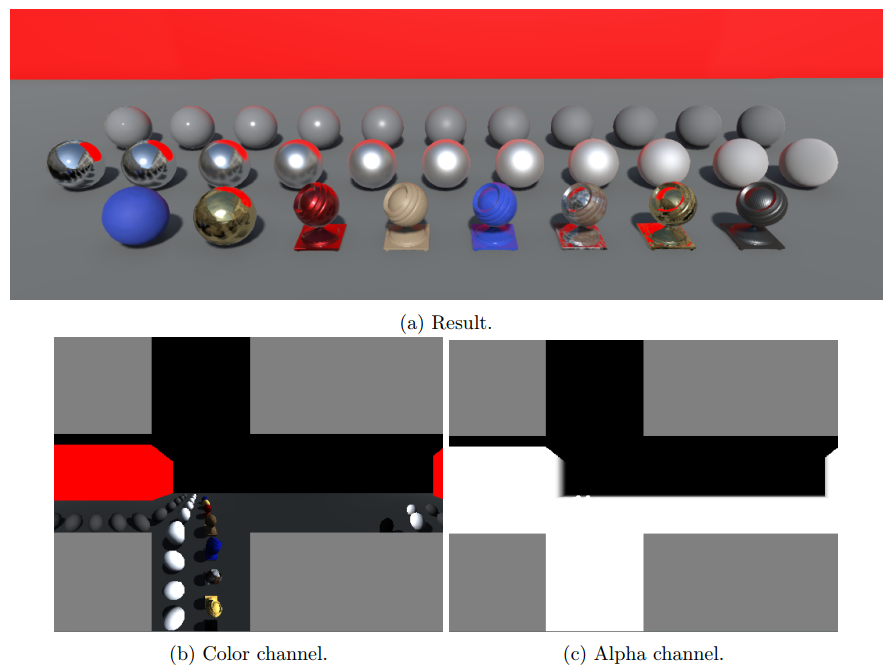 (a) Result.
(b) Color channel.
(c) Alpha channel.